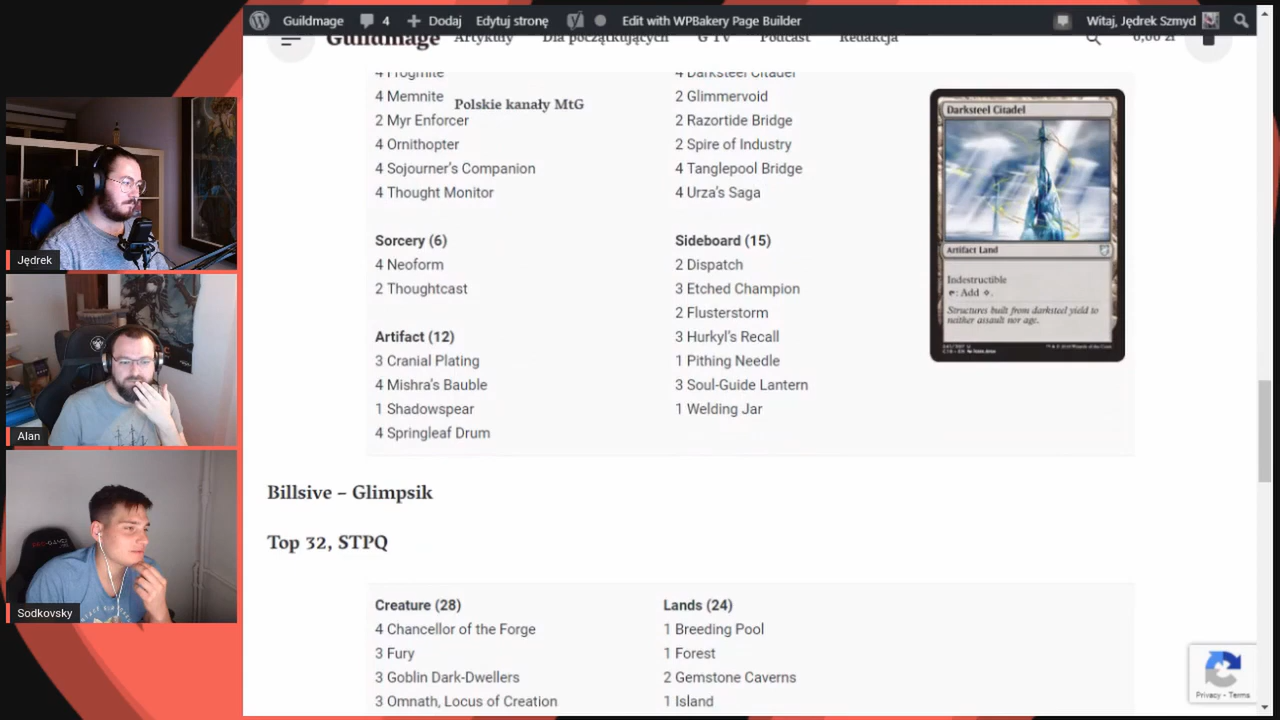 Guildmage 4 Dodaj Edytuj stronę Edit with WPBakery Page Builder Witaj, Jędrek Szmyd
Guildmage Artykuły Dla początkujących G TV Podcast Redakcja 0,00 zł
Polskie kanały MtG
4 Frogmite
4 Memnite
2 Myr Enforcer
4 Ornithopter
4 Sojourner's Companion
4 Thought Monitor
Sorcery (6)
4 Neoform
2 Thoughtcast
Artifact (12)
3 Cranial Plating
4 Mishra's Bauble
1 Shadowspear
4 Springleaf Drum
4 Darksteel Citadel
2 Glimmervoid
2 Razortide Bridge
2 Spire of Industry
4 Tanglepool Bridge
4 Urza's Saga
Sideboard (15)
2 Dispatch
3 Etched Champion
2 Flusterstorm
3 Hurkyl's Recall
1 Pithing Needle
3 Soul-Guide Lantern
1 Welding Jar
Darksteel Citadel
Artifact Land
Indestructible
: Add
Structures built from darksteel yield to
neither assault nor age.
Billsive – Glimpsik
Top 32, STPQ
Creature (28)
4 Chancellor of the Forge
3 Fury
3 Goblin Dark-Dwellers
3 Omnath, Locus of Creation
Lands (24)
1 Breeding Pool
1 Forest
2 Gemstone Caverns
1 Island
Privacy - Terms
Jędrek
Alan
Sodkovsky